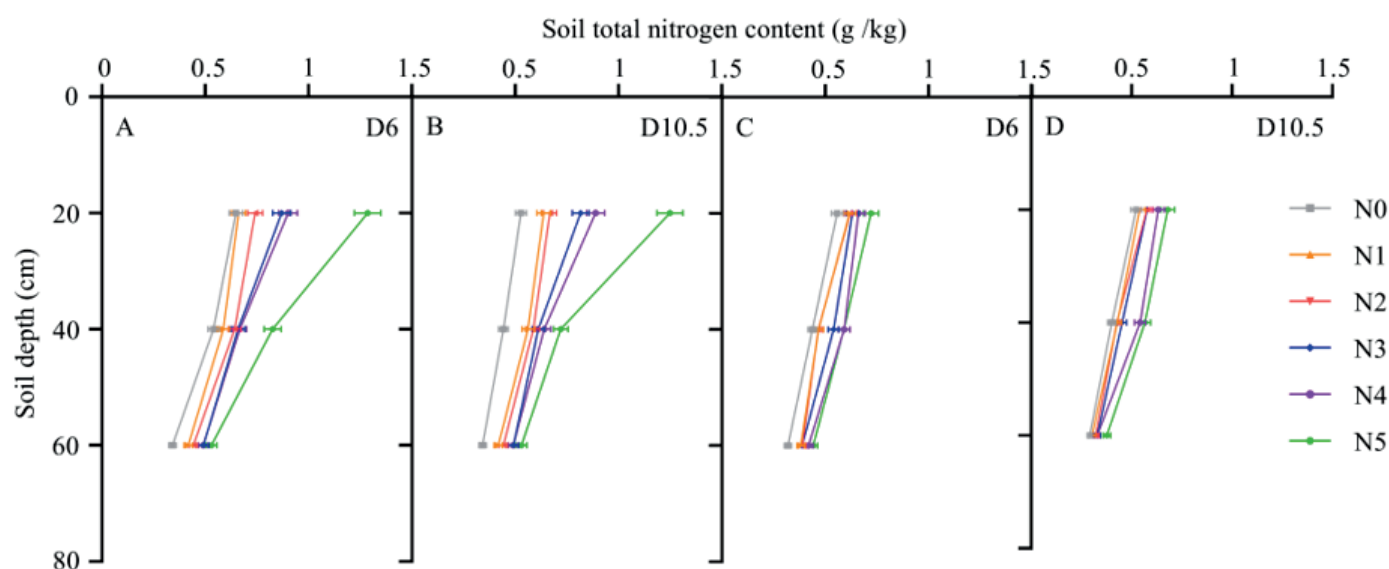 Soil total nitrogen content (g /kg)
0 0.5 1 1.5 0.5 1 1.5 0.5 1 1.5 0.5 1 1.5
0
A D6 B D10.5 C D6 D D10.5
20
N0
N1
N2
40
N3
N4
60
N5
80
Soil depth (cm)